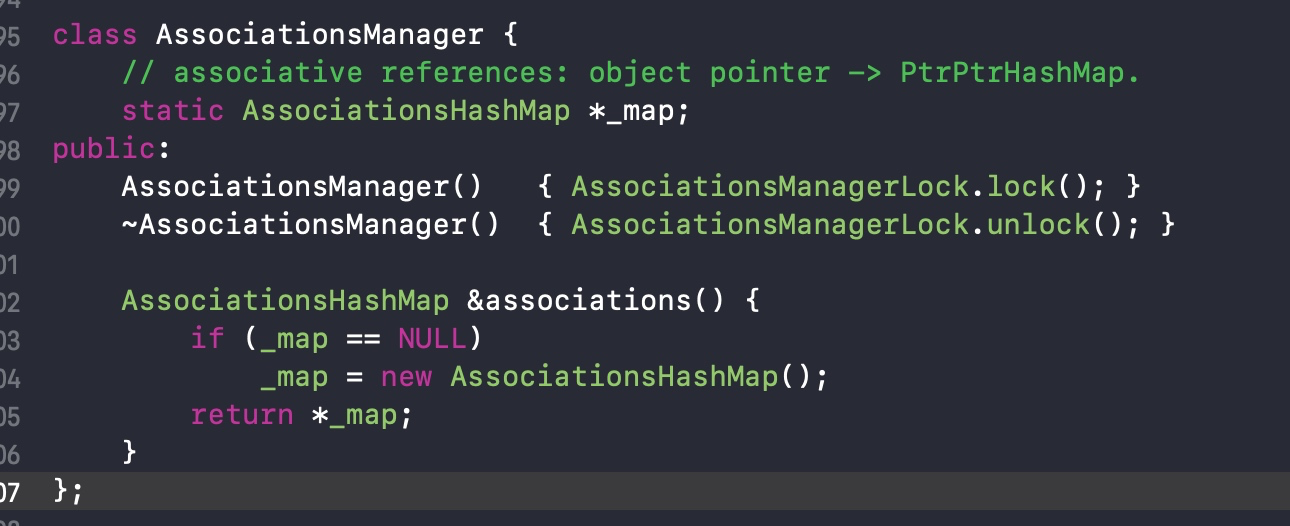 94
95 class AssociationsManager {
96     // associative references: object pointer -> PtrPtrHashMap.
97     static AssociationsHashMap *_map;
98 public:
99     AssociationsManager()   { AssociationsManagerLock.lock(); }
00     ~AssociationsManager()  { AssociationsManagerLock.unlock(); }
01
02     AssociationsHashMap &associations() {
03         if (_map == NULL)
04             _map = new AssociationsHashMap();
05         return *_map;
06     }
07 };